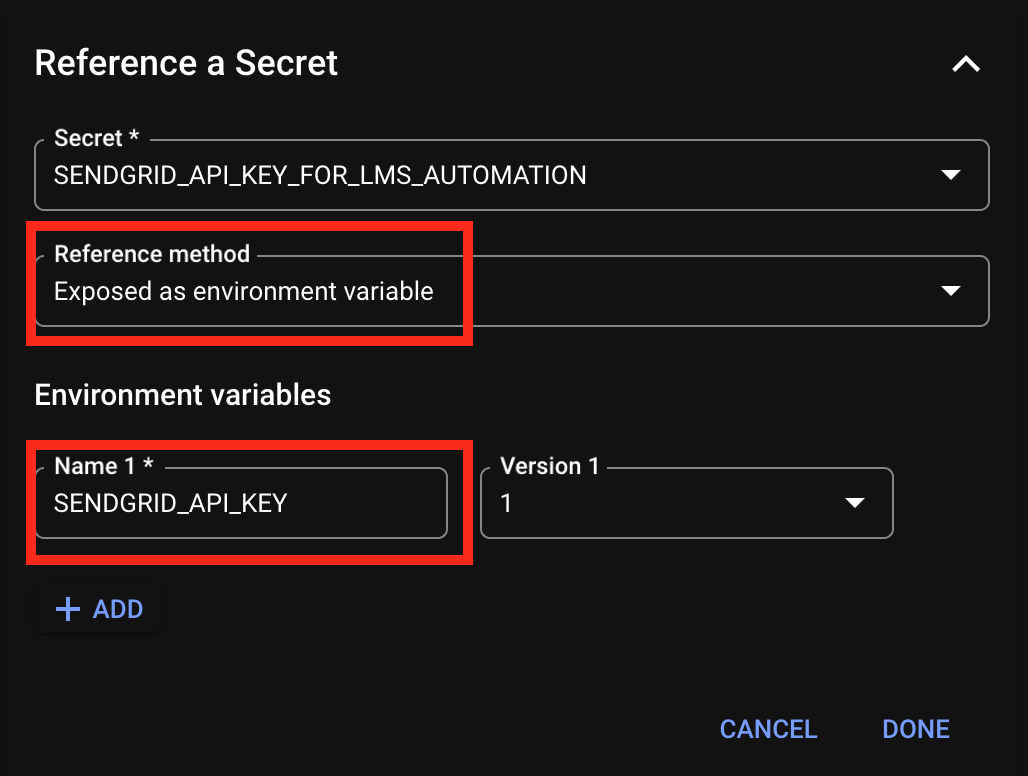 Reference a Secret
Secret *
SENDGRID_API_KEY_FOR_LMS_AUTOMATION
Reference method
Exposed as environment variable
Environment variables
Name 1 *
SENDGRID_API_KEY
Version 1
1
+ ADD
CANCEL
DONE